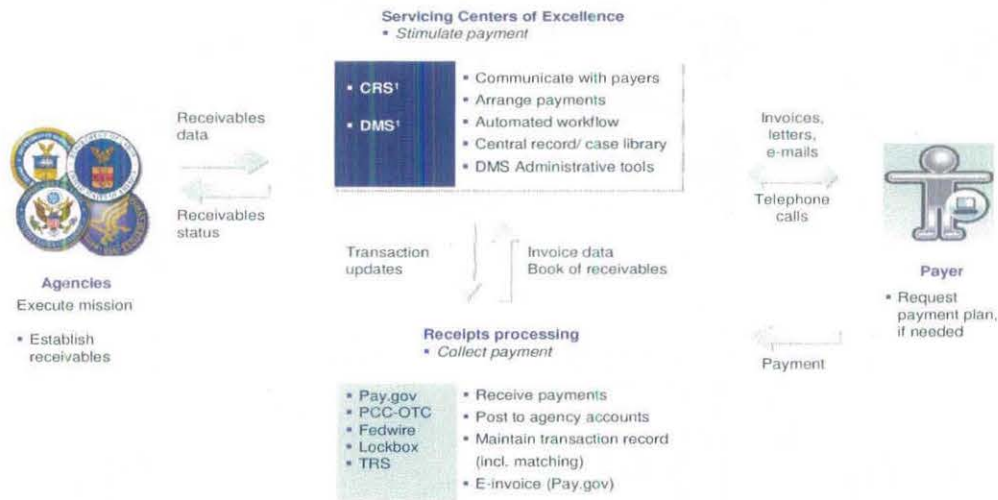 Servicing Centers of Excellence
▪ Stimulate payment
▪ CRS¹
▪ DMS¹
▪ Communicate with payers
▪ Arrange payments
▪ Automated workflow
▪ Central record/ case library
▪ DMS Administrative tools
Receivables
data
Receivables
status
Invoices,
letters,
e-mails
Telephone
calls
Agencies
Execute mission
▪ Establish
receivables
Transaction
updates
Invoice data
Book of receivables
Payer
▪ Request
payment plan,
if needed
Payment
Receipts processing
▪ Collect payment
▪ Pay.gov
▪ PCC-OTC
▪ Fedwire
▪ Lockbox
▪ TRS
▪ Receive payments
▪ Post to agency accounts
▪ Maintain transaction record
(incl. matching)
▪ E-invoice (Pay.gov)